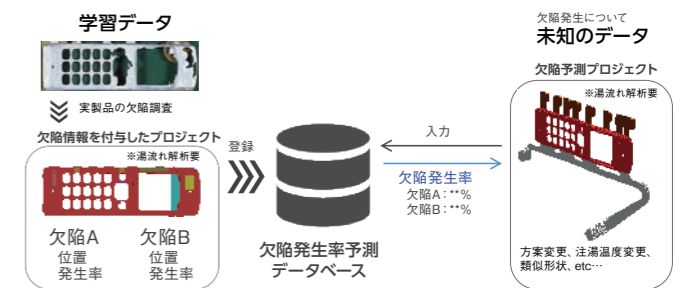 学習データ
実製品の欠陥調査
欠陥情報を付与したプロジェクト
※湯流れ解析要
欠陥A
位置
発生率
欠陥B
位置
発生率
登録
欠陥発生率予測
データベース
入力
欠陥発生率
欠陥A:**%
欠陥B:**%
欠陥発生について
未知のデータ
欠陥予測プロジェクト
※湯流れ解析要
方案変更、注湯温度変更、
類似形状、etc…